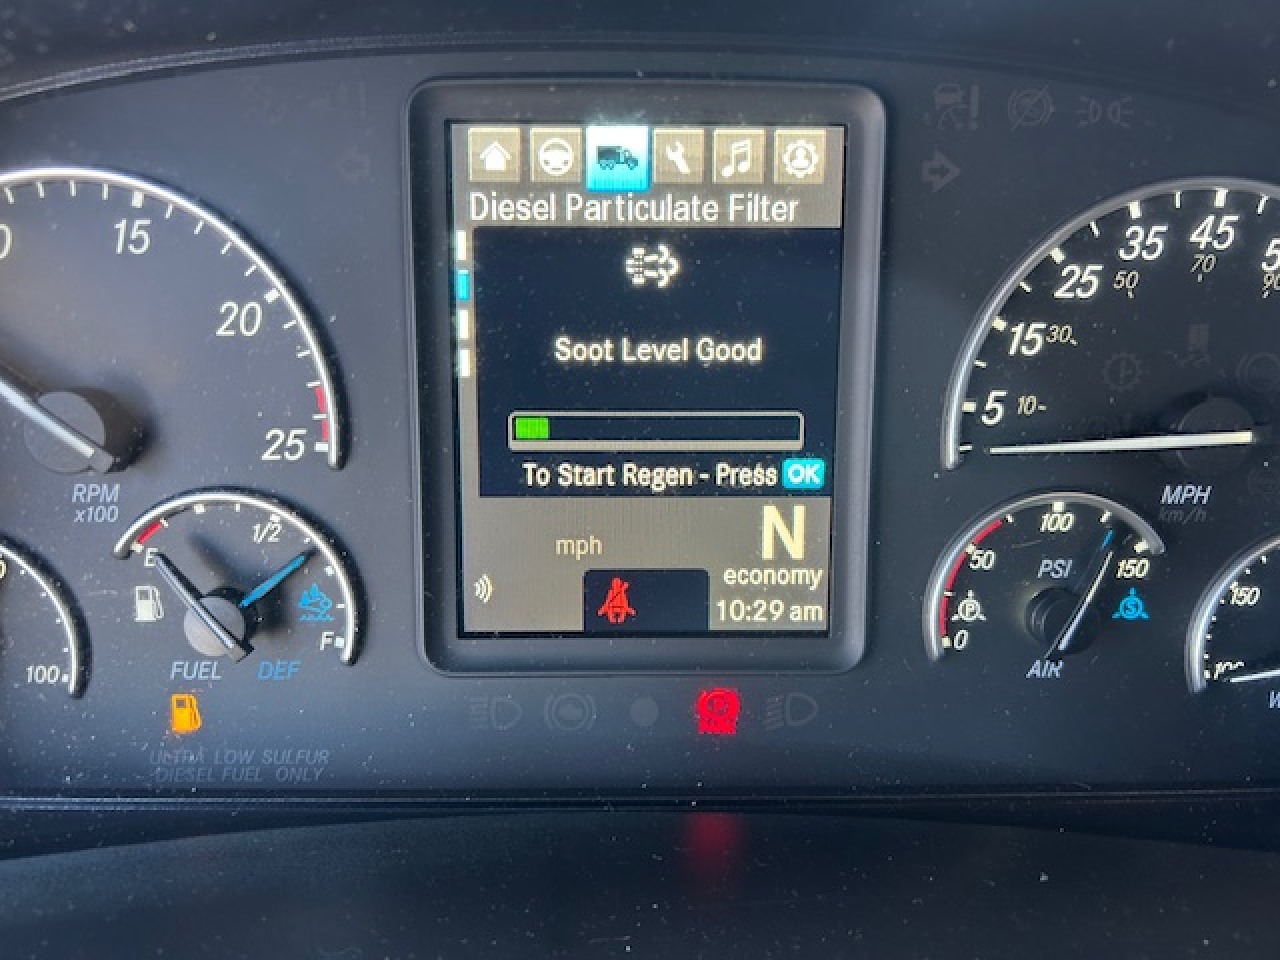 Diesel Particulate Filter
Soot Level Good
To Start Regen - Press OK
mph
N
economy
10:29 am
15
20
25
RPM
x100
E
1/2
F
FUEL
DEF
100
ULTRA LOW SULFUR
DIESEL FUEL ONLY
5
15
25
35
45
10
30
50
70
MPH
km/h
0
50
100
150
PSI
P
S
AIR
150